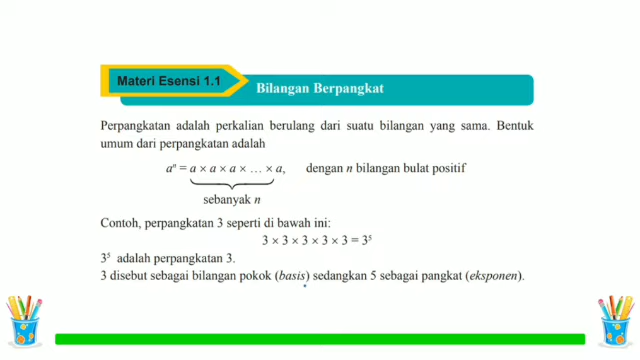 Materi Esensi 1.1
Bilangan Berpangkat
Perpangkatan adalah perkalian berulang dari suatu bilangan yang sama. Bentuk
umum dari perpangkatan adalah
aⁿ = a × a × a × … × a, dengan n bilangan bulat positif
sebanyak n
Contoh, perpangkatan 3 seperti di bawah ini:
3 × 3 × 3 × 3 × 3 = 3⁵
3⁵ adalah perpangkatan 3.
3 disebut sebagai bilangan pokok (basis) sedangkan 5 sebagai pangkat (eksponen).